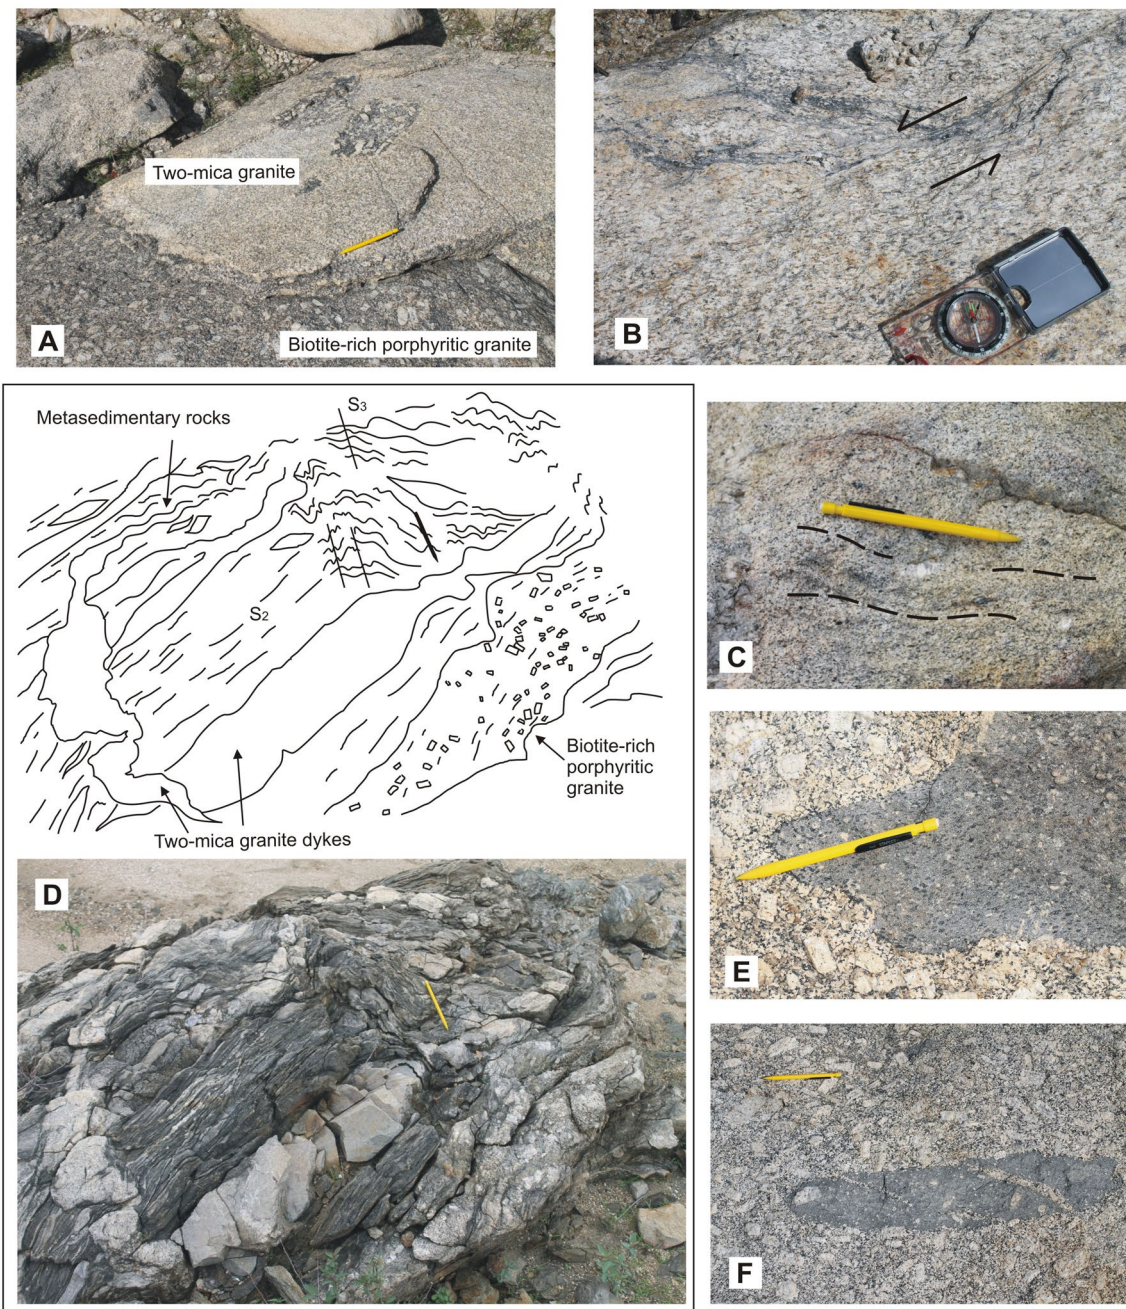 Two-mica granite
A
Biotite-rich porphyritic granite
B
Metasedimentary rocks
S3
S2
Biotite-rich
porphyritic
granite
Two-mica granite dykes
C
D
E
F